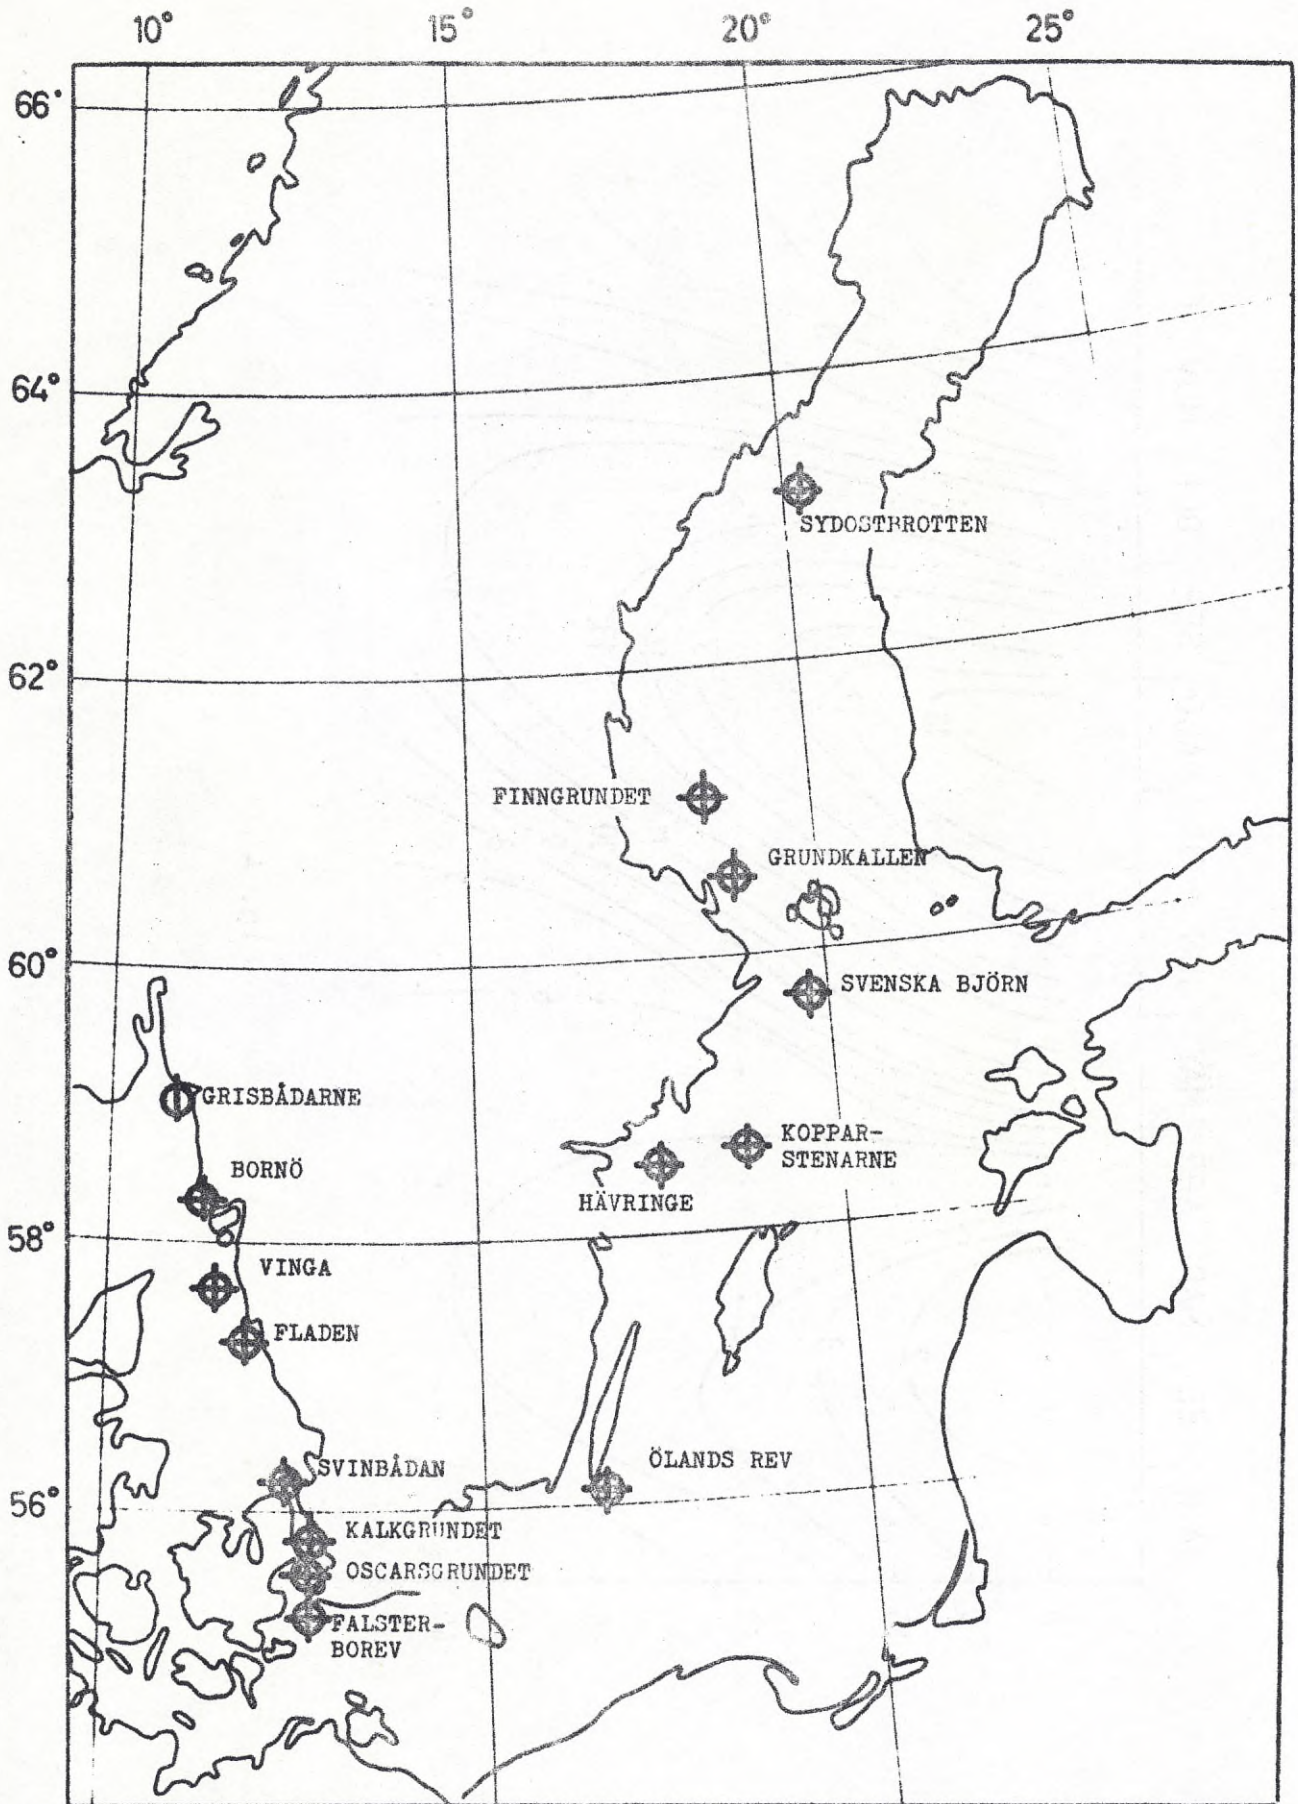 10° 15° 20° 25°
66°
64°
SYDOSTBROTTEN
62°
FINNGRUNDET
GRUNDKALLEN
60°
SVENSKA BJÖRN
GRISBÅDARNE
KOPPAR-
STENARNE
BORNÖ
HÄVRINGE
58°
VINGA
FLADEN
ÖLANDS REV
SVINBÅDAN
56°
KALKGRUNDET
OSCARSGRUNDET
FALSTER-
BOREV